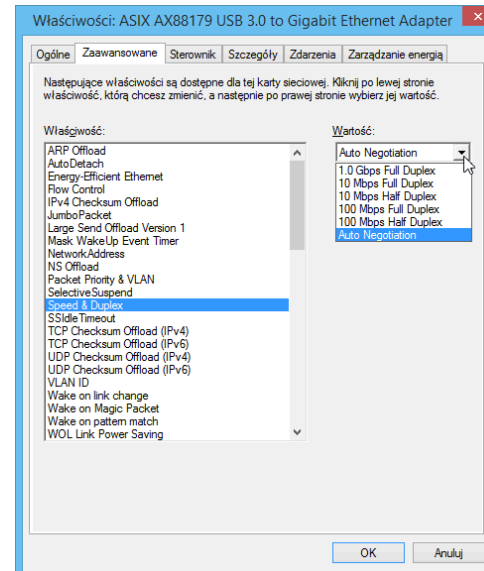 Właściwości: ASIX AX88179 USB 3.0 to Gigabit Ethernet Adapter
Ogólne Zaawansowane Sterownik Szczegóły Zdarzenia Zarządzanie energią
Następujące właściwości są dostępne dla tej karty sieciowej. Kliknij po lewej stronie
właściwość, którą chcesz zmienić, a następnie po prawej stronie wybierz jej wartość.
Właściwość:
ARP Offload
AutoDetach
Energy-Efficient Ethernet
Flow Control
IPv4 Checksum Offload
JumboPacket
Large Send Offload Version 1
Mask WakeUp Event Timer
NetworkAddress
NS Offload
Packet Priority & VLAN
SelectiveSuspend
Speed & Duplex
SSIdleTimeout
TCP Checksum Offload (IPv4)
TCP Checksum Offload (IPv6)
UDP Checksum Offload (IPv4)
UDP Checksum Offload (IPv6)
VLAN ID
Wake on link change
Wake on Magic Packet
Wake on pattern match
WOL Link Power Saving
Wartość:
Auto Negotiation
1.0 Gbps Full Duplex
10 Mbps Full Duplex
10 Mbps Half Duplex
100 Mbps Full Duplex
100 Mbps Half Duplex
Auto Negotiation
OK Anuluj